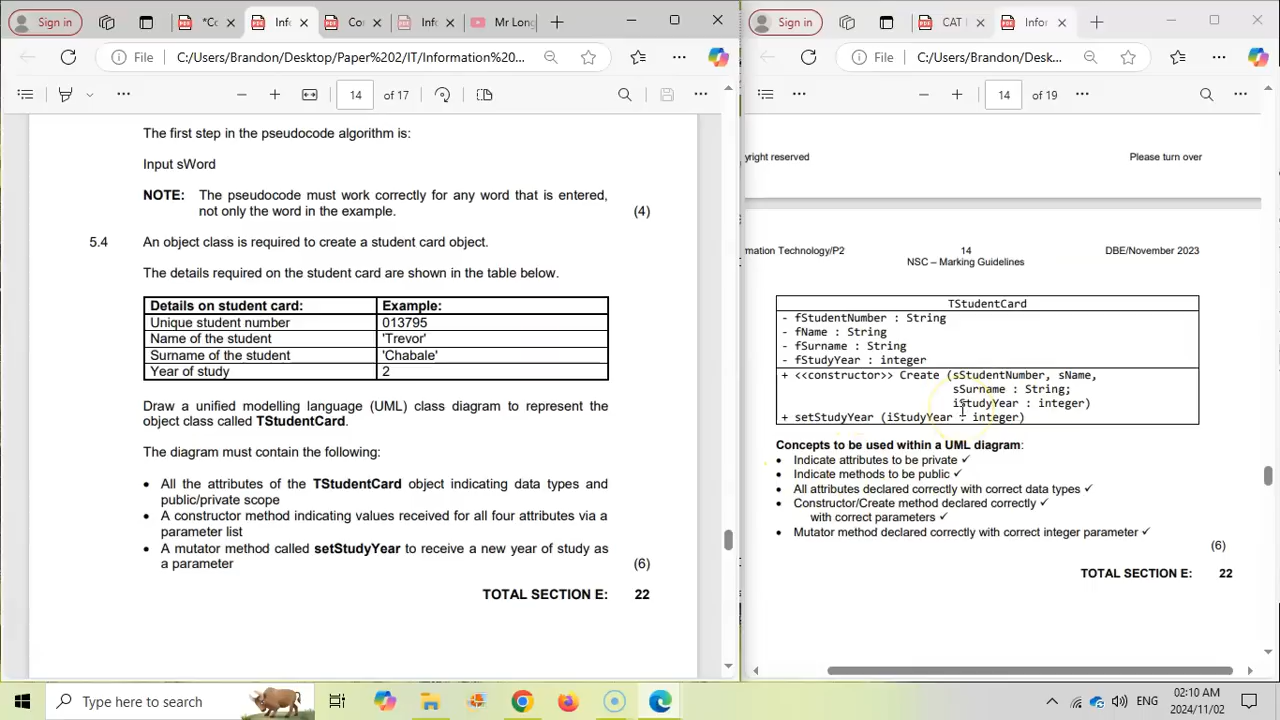 Sign in
*Co
Info
Co
Info
Mr Long
File
C:/Users/Brandon/Desktop/Paper%202/IT/Information%20...
14
of 17
The first step in the pseudocode algorithm is:
Input sWord
NOTE: The pseudocode must work correctly for any word that is entered,
not only the word in the example. (4)
5.4 An object class is required to create a student card object.
The details required on the student card are shown in the table below.
Details on student card: Example:
Unique student number 013795
Name of the student 'Trevor'
Surname of the student 'Chabale'
Year of study 2
Draw a unified modelling language (UML) class diagram to represent the
object class called TStudentCard.
The diagram must contain the following:
• All the attributes of the TStudentCard object indicating data types and
public/private scope
• A constructor method indicating values received for all four attributes via a
parameter list
• A mutator method called setStudyYear to receive a new year of study as
a parameter (6)
TOTAL SECTION E: 22
Sign in
CAT
Infor
File
C:/Users/Brandon/Des...
14
of 19
yright reserved Please turn over
mation Technology/P2 14 DBE/November 2023
NSC – Marking Guidelines
TStudentCard
- fStudentNumber : String
- fName : String
- fSurname : String
- fStudyYear : integer
+ <<constructor>> Create (sStudentNumber, sName,
sSurname : String;
iStudyYear : integer)
+ setStudyYear (iStudyYear : integer)
Concepts to be used within a UML diagram:
• Indicate attributes to be private ✓
• Indicate methods to be public ✓
• All attributes declared correctly with correct data types ✓
• Constructor/Create method declared correctly ✓
with correct parameters ✓
• Mutator method declared correctly with correct integer parameter ✓
(6)
TOTAL SECTION E: 22
Type here to search
ENG
02:10 AM
2024/11/02